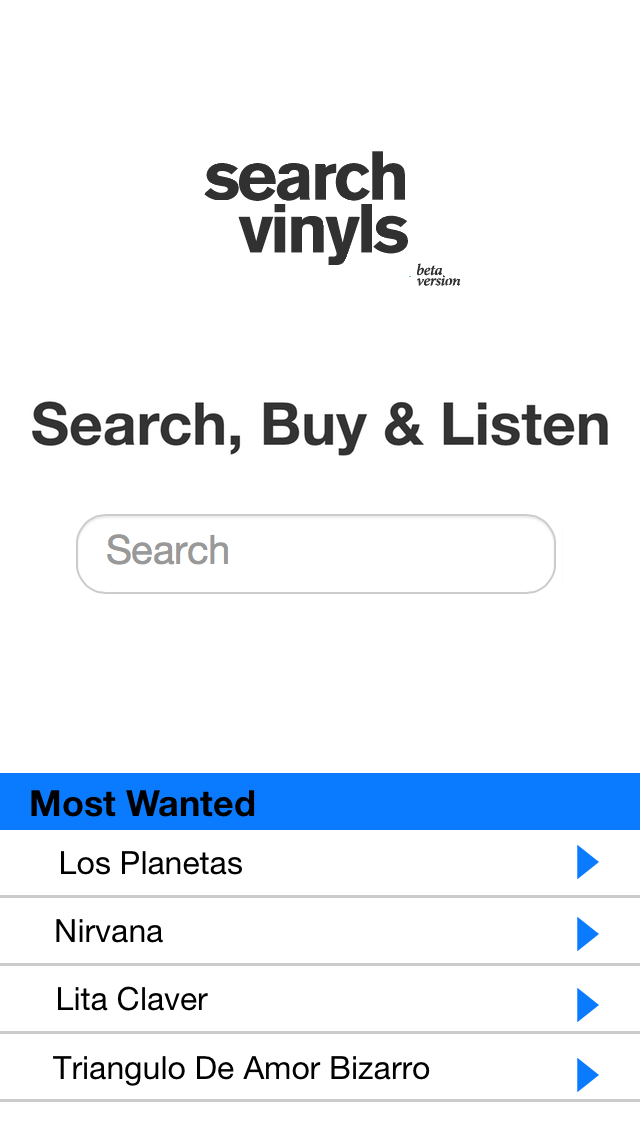 search
vinyls
beta
version
Search, Buy & Listen
Search
Most Wanted
Los Planetas
Nirvana
Lita Claver
Triangulo De Amor Bizarro